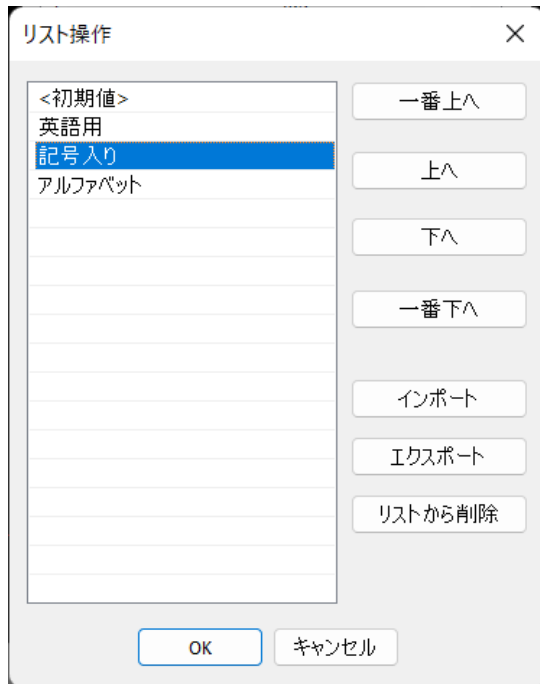 リスト操作
<初期値>
英語用
記号入り
アルファベット
一番上へ
上へ
下へ
一番下へ
インポート
エクスポート
リストから削除
OK
キャンセル